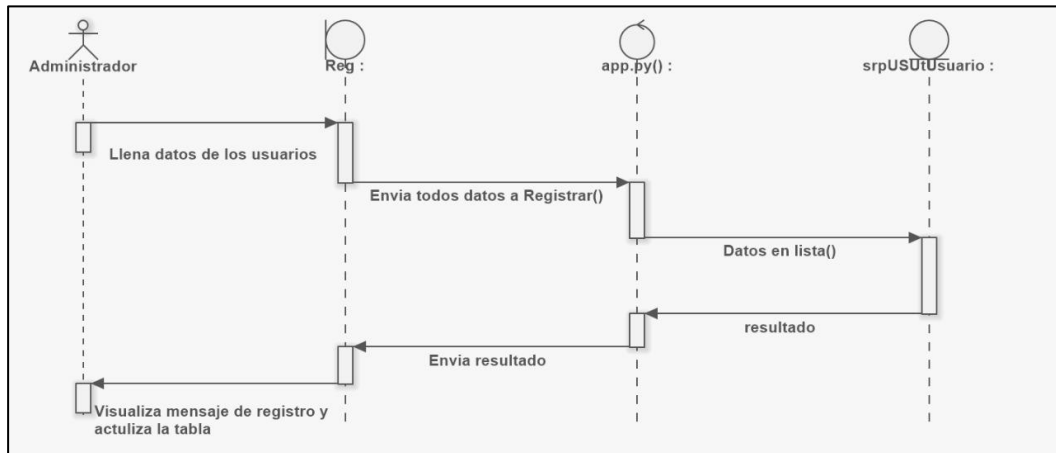 Administrador
Reg :
app.py() :
srpUSUtUsuario :
Llena datos de los usuarios
Envia todos datos a Registrar()
Datos en lista()
resultado
Envia resultado
Visualiza mensaje de registro y
actuliza la tabla